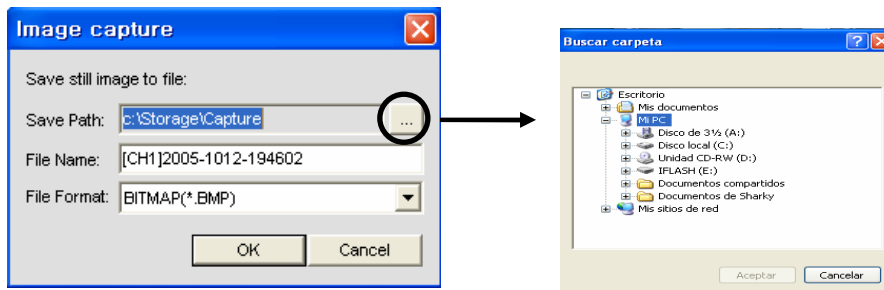 Image capture
Save still image to file:
Save Path: c:\Storage\Capture ...
File Name: [CH1]2005-1012-194602
File Format: BITMAP(*.BMP)
OK Cancel
Buscar carpeta
Escritorio
Mis documentos
Mi PC
Disco de 3½ (A:)
Disco local (C:)
Unidad CD-RW (D:)
IFLASH (E:)
Documentos compartidos
Documentos de Sharky
Mis sitios de red
Aceptar Cancelar